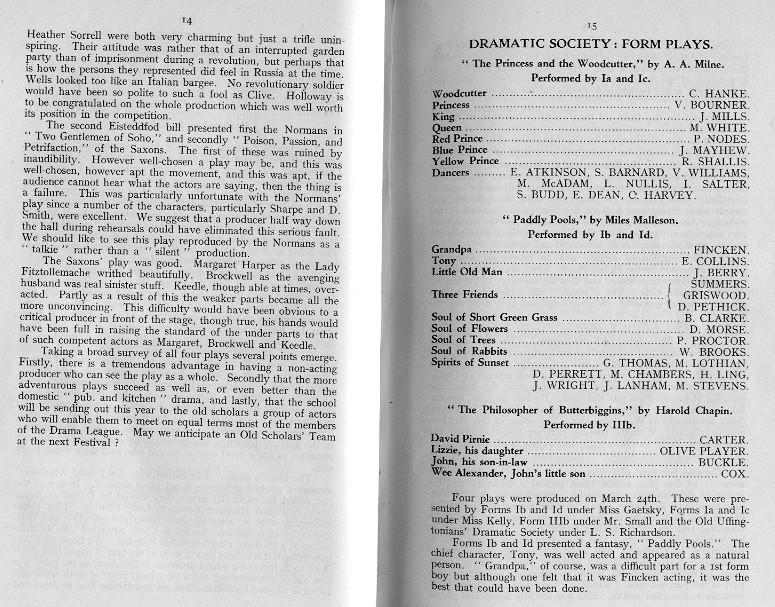 14
Heather Sorrell were both very charming but just a trifle unin-
spiring. Their attitude was rather that of an interrupted garden
party than of imprisonment during a revolution, but perhaps that
is how the persons they represented did feel in Russia at the time.
Wells looked too like an Italian bargee. No revolutionary soldier
would have been so polite to such a fool as Clive. Holloway is
to be congratulated on the whole production which was well worth
its position in the competition.
The second Eisteddfod bill presented first the Normans in
" Two Gentlemen of Soho," and secondly " Poison, Passion, and
Petrifaction," of the Saxons. The first of these was ruined by
inaudibility. However well-chosen a play may be, and this was
well-chosen, however apt the movement, and this was apt, if the
audience cannot hear what the actors are saying, then the thing is
a failure. This was particularly unfortunate with the Normans'
play since a number of the characters, particularly Sharpe and D.
Smith, were excellent. We suggest that a producer half way down
the hall during rehearsals could have eliminated this serious fault.
We should like to see this play reproduced by the Normans as a
" talkie " rather than a " silent " production.
The Saxons' play was good. Margaret Harper as the Lady
Fitztollemache writhed beautifully. Brockwell as the avenging
husband was real sinister stuff. Keedle, though able at times, over-
acted. Partly as a result of this the weaker parts became all the
more unconvincing. This difficulty would have been obvious to a
critical producer in front of the stage, though true, his hands would
have been full in raising the standard of the under parts to that
of such competent actors as Margaret, Brockwell and Keedle.
Taking a broad survey of all four plays several points emerge.
Firstly, there is a tremendous advantage in having a non-acting
producer who can see the play as a whole. Secondly that the more
adventurous plays succeed as well as, or even better than the
domestic " pub. and kitchen " drama, and lastly, that the school
will be sending out this year to the old scholars a group of actors
who will enable them to meet on equal terms most of the members
of the Drama League. May we anticipate an Old Scholars' Team
at the next Festival ?
15
DRAMATIC SOCIETY : FORM PLAYS.
" The Princess and the Woodcutter," by A. A. Milne.
Performed by Ia and Ic.
Woodcutter ........ C. HANKE.
Princess ........ V. BOURNER.
King ........ J. MILLS.
Queen ........ M. WHITE.
Red Prince ........ P. NODES.
Blue Prince ........ J. MAYHEW.
Yellow Prince ........ R. SHALLIS.
Dancers ........ E. ATKINSON, S. BARNARD, V. WILLIAMS,
M. McADAM, L. NULLIS, I. SALTER,
S. BUDD, E. DEAN, C. HARVEY.
" Paddly Pools," by Miles Malleson.
Performed by Ib and Id.
Grandpa ........ FINCKEN.
Tony ........ E. COLLINS.
Little Old Man ........ J. BERRY.
SUMMERS.
Three Friends ........ GRISWOOD.
D. PETHICK.
Soul of Short Green Grass ........ B. CLARKE.
Soul of Flowers ........ D. MORSE.
Soul of Trees ........ P. PROCTOR.
Soul of Rabbits ........ W. BROOKS.
Spirits of Sunset ........ G. THOMAS, M. LOTHIAN,
D. PERRETT, M. CHAMBERS, H. LING,
J. WRIGHT, J. LANHAM, M. STEVENS.
" The Philosopher of Butterbiggins," by Harold Chapin.
Performed by IIIb.
David Pirnie ........ CARTER.
Lizzie, his daughter ........ OLIVE PLAYER.
John, his son-in-law ........ BUCKLE.
Wee Alexander, John's little son ........ COX.
Four plays were produced on March 24th. These were pre-
sented by Forms Ib and Id under Miss Gaetsky, Forms Ia and Ic
under Miss Kelly, Form IIIb under Mr. Small and the Old Uffing-
tonians' Dramatic Society under L. S. Richardson.
Forms Ib and Id presented a fantasy, " Paddly Pools." The
chief character, Tony, was well acted and appeared as a natural
person. " Grandpa," of course, was a difficult part for a 1st form
boy but although one felt that it was Fincken acting, it was the
best that could have been done.